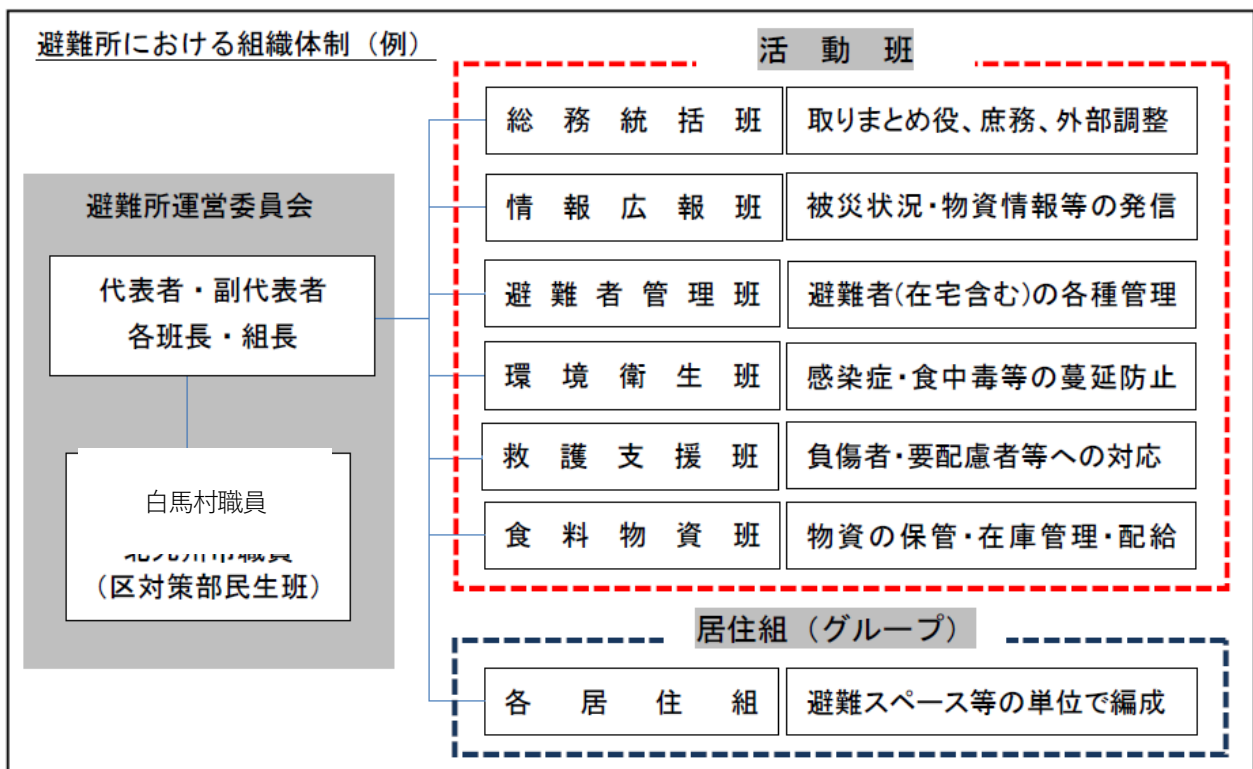 避難所における組織体制（例）
活動班
総務統括班 取りまとめ役、庶務、外部調整
情報広報班 被災状況・物資情報等の発信
避難者管理班 避難者(在宅含む)の各種管理
環境衛生班 感染症・食中毒等の蔓延防止
救護支援班 負傷者・要配慮者等への対応
食料物資班 物資の保管・在庫管理・配給
避難所運営委員会
代表者・副代表者
各班長・組長
白馬村職員
北九州市職員
（区対策部民生班）
居住組（グループ）
各居住組 避難スペース等の単位で編成